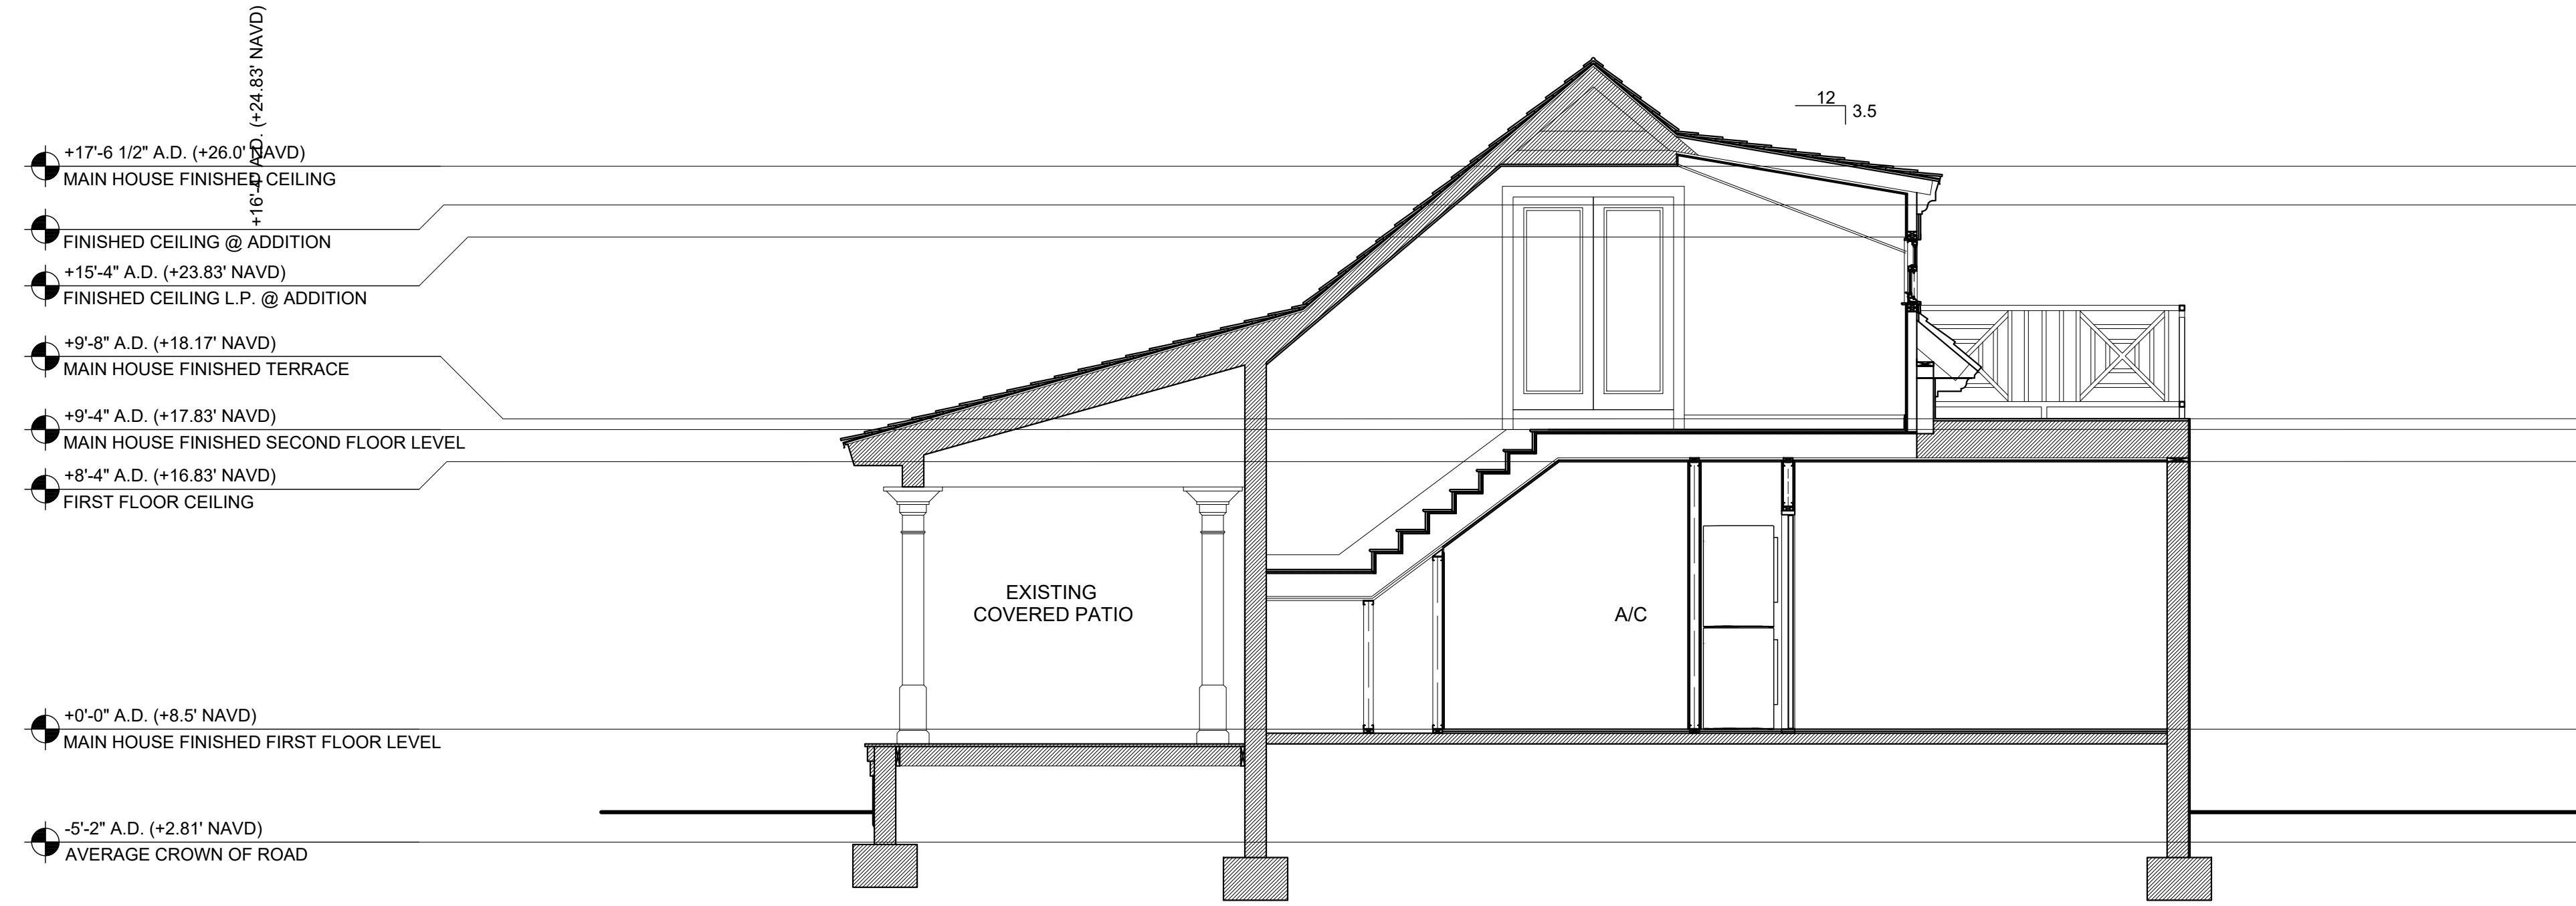 +16'-4" A.D. (+24.83' NAVD)
12
3.5
+17'-6 1/2" A.D. (+26.0' NAVD)
MAIN HOUSE FINISHED CEILING
FINISHED CEILING @ ADDITION
+15'-4" A.D. (+23.83' NAVD)
FINISHED CEILING L.P. @ ADDITION
+9'-8" A.D. (+18.17' NAVD)
MAIN HOUSE FINISHED TERRACE
+9'-4" A.D. (+17.83' NAVD)
MAIN HOUSE FINISHED SECOND FLOOR LEVEL
+8'-4" A.D. (+16.83' NAVD)
FIRST FLOOR CEILING
EXISTING
COVERED PATIO
A/C
+0'-0" A.D. (+8.5' NAVD)
MAIN HOUSE FINISHED FIRST FLOOR LEVEL
-5'-2" A.D. (+2.81' NAVD)
AVERAGE CROWN OF ROAD